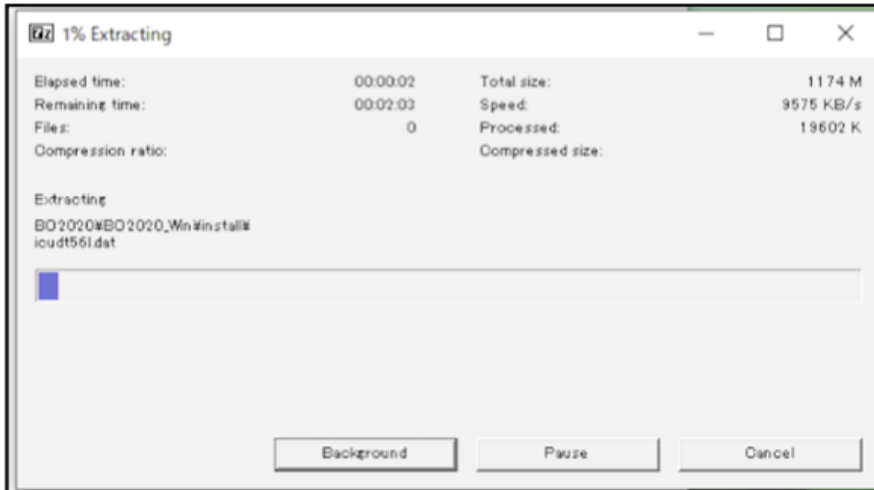 7z 1% Extracting
Elapsed time: 00:00:02 Total size: 1174 M
Remaining time: 00:02:03 Speed: 9575 KB/s
Files: 0 Processed: 19602 K
Compression ratio: Compressed size:
Extracting
BO2020¥BO2020_Win¥install¥
icudt56l.dat
Background Pause Cancel